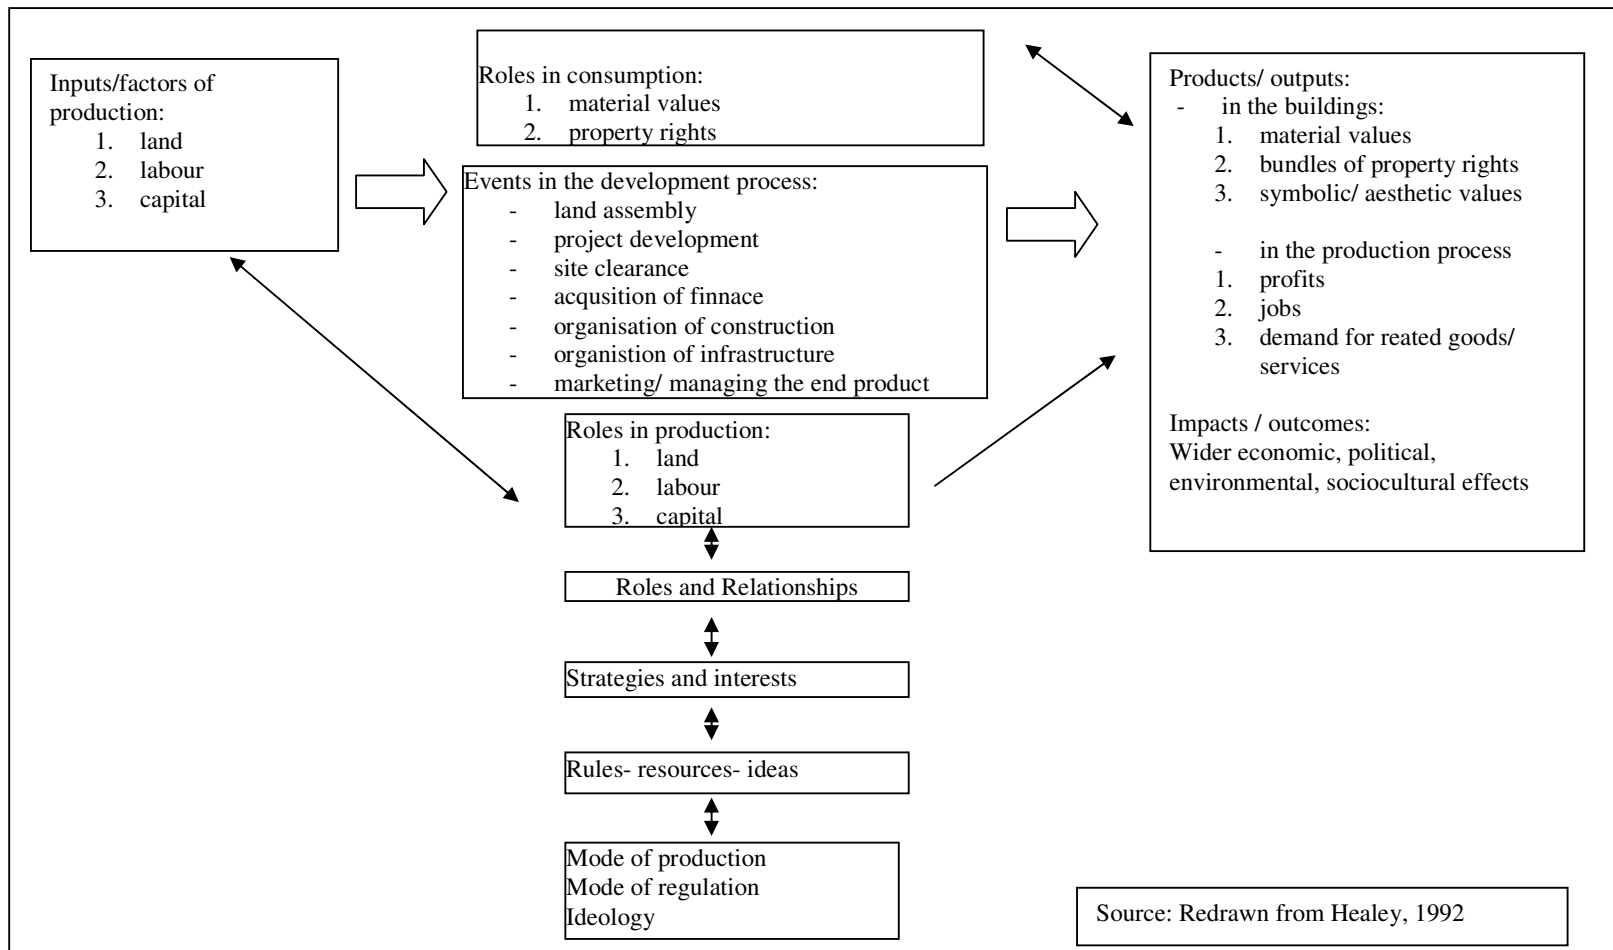 Inputs/factors of
production:
1. land
2. labour
3. capital
Roles in consumption:
1. material values
2. property rights
Events in the development process:
- land assembly
- project development
- site clearance
- acqusition of finnace
- organisation of construction
- organistion of infrastructure
- marketing/ managing the end product
Roles in production:
1. land
2. labour
3. capital
Roles and Relationships
Strategies and interests
Rules- resources- ideas
Mode of production
Mode of regulation
Ideology
Products/ outputs:
- in the buildings:
1. material values
2. bundles of property rights
3. symbolic/ aesthetic values
- in the production process
1. profits
2. jobs
3. demand for reated goods/
services
Impacts / outcomes:
Wider economic, political,
environmental, sociocultural effects
Source: Redrawn from Healey, 1992